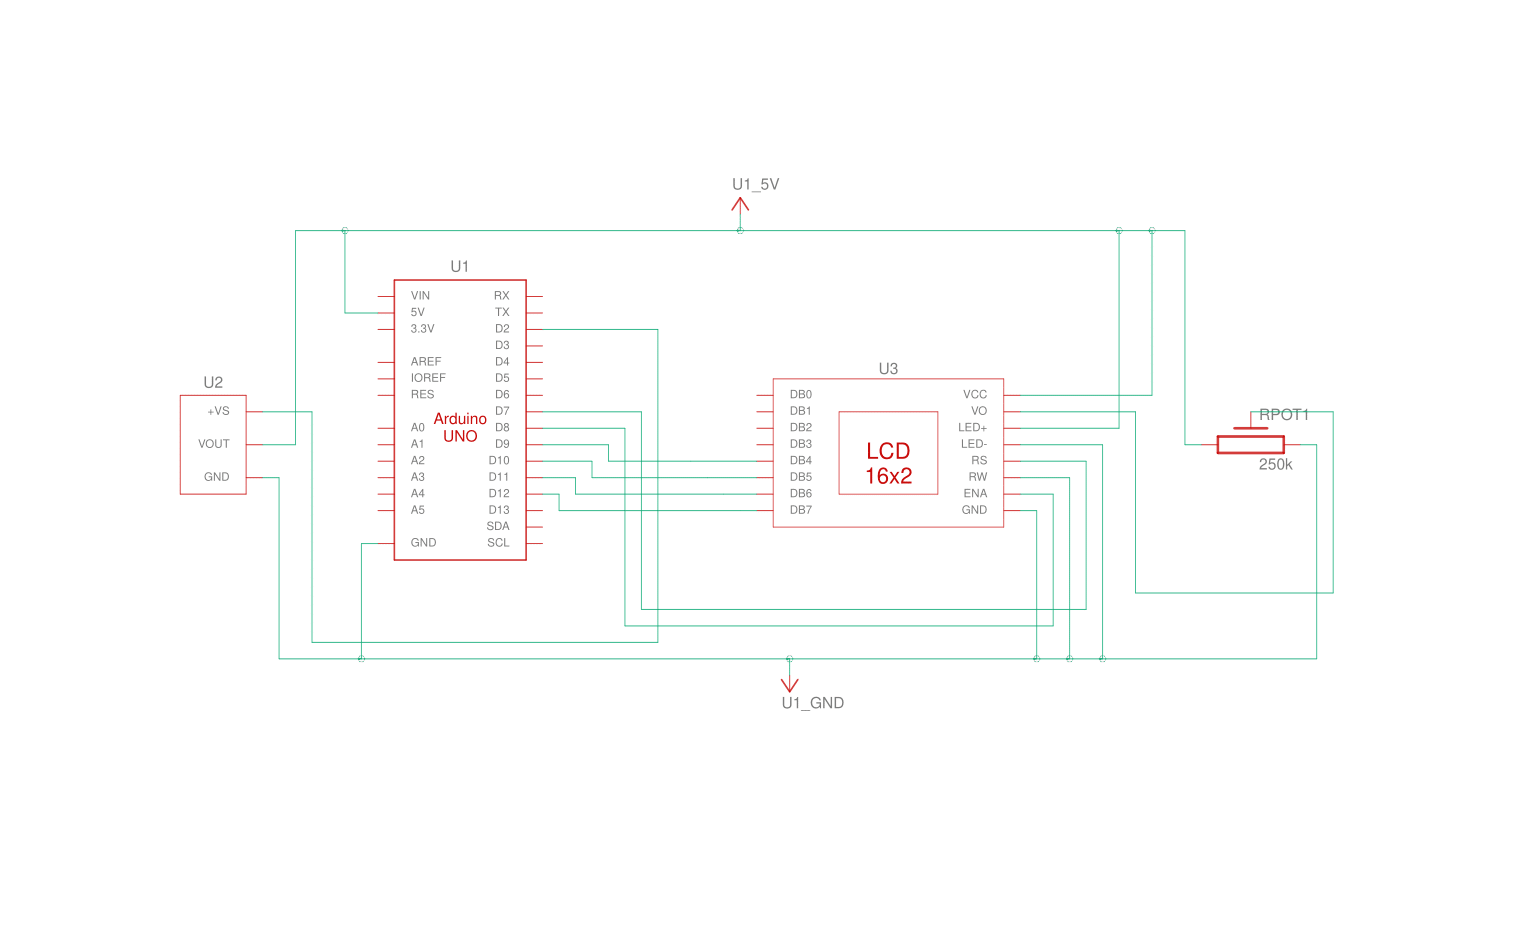 U1_5V
U1
VIN RX
5V TX
3.3V D2
D3
AREF D4
IOREF D5
RES D6
D7
A0 D8
A1 D9
A2 D10
A3 D11
A4 D12
A5 D13
SDA
GND SCL
Arduino
UNO
U2
+VS
VOUT
GND
U3
DB0 VCC
DB1 VO
DB2 LED+
DB3 LED-
DB4 RS
DB5 RW
DB6 ENA
DB7 GND
LCD
16x2
RPOT1
250k
U1_GND